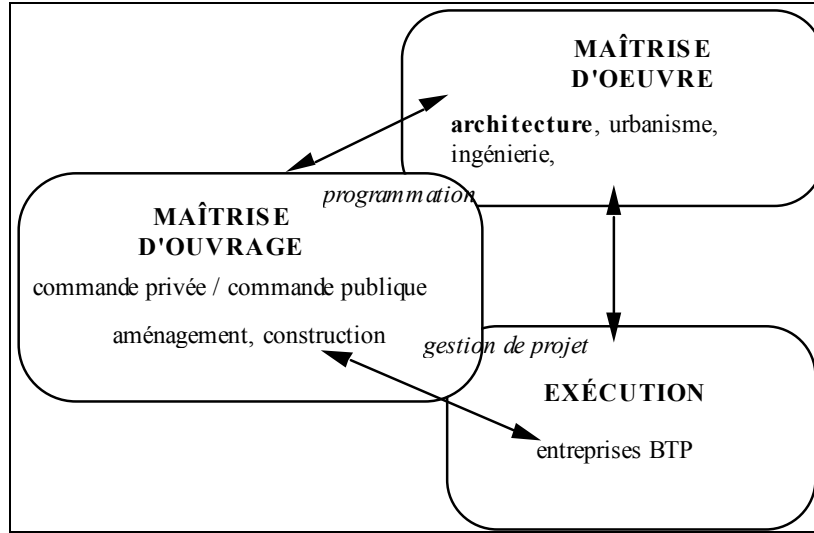 MAÎTRISE
D'OEUVRE
architecture, urbanisme,
ingénierie,
programmation
MAÎTRISE
D'OUVRAGE
commande privée / commande publique
aménagement, construction
gestion de projet
EXÉCUTION
entreprises BTP